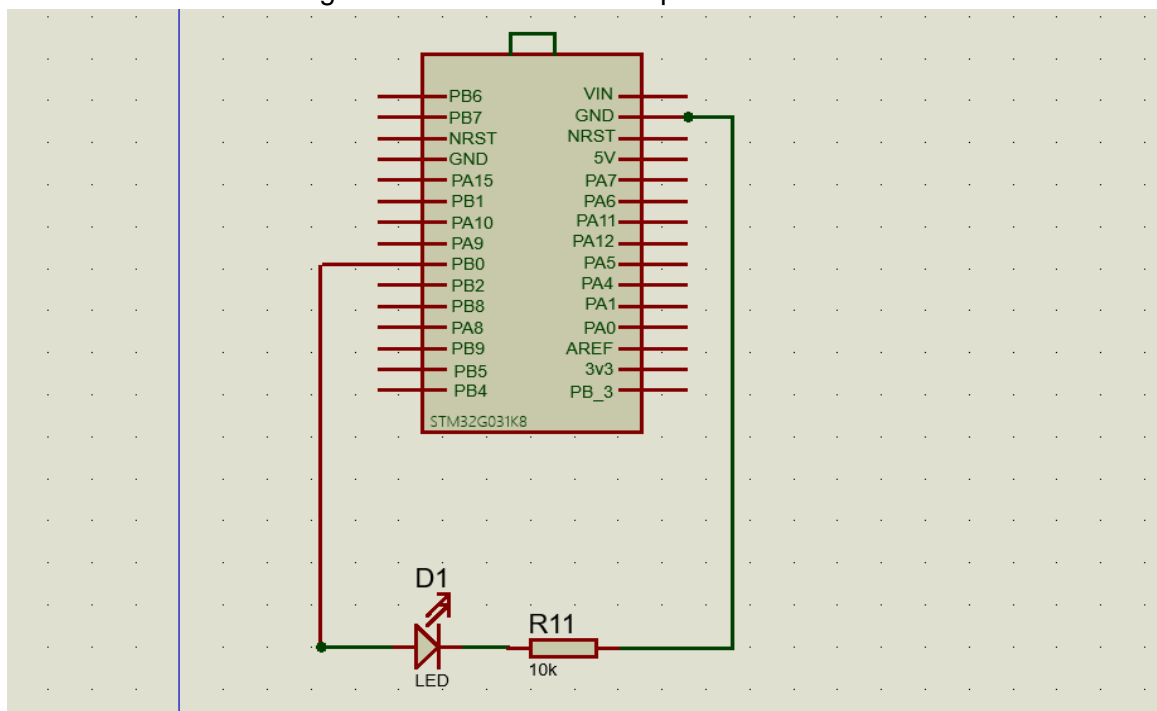 PB6
PB7
NRST
GND
PA15
PB1
PA10
PA9
PB0
PB2
PB8
PA8
PB9
PB5
PB4
VIN
GND
NRST
5V
PA7
PA6
PA11
PA12
PA5
PA4
PA1
PA0
AREF
3v3
PB_3
STM32G031K8
D1
LED
R11
10k